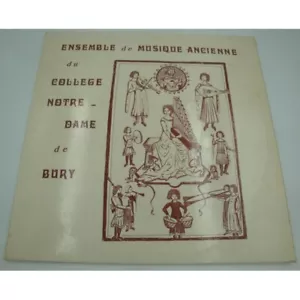 ENSEMBLE de MUSIQUE ANCIENNE
du
COLLEGE
NOTRE -
DAME
de
BURY